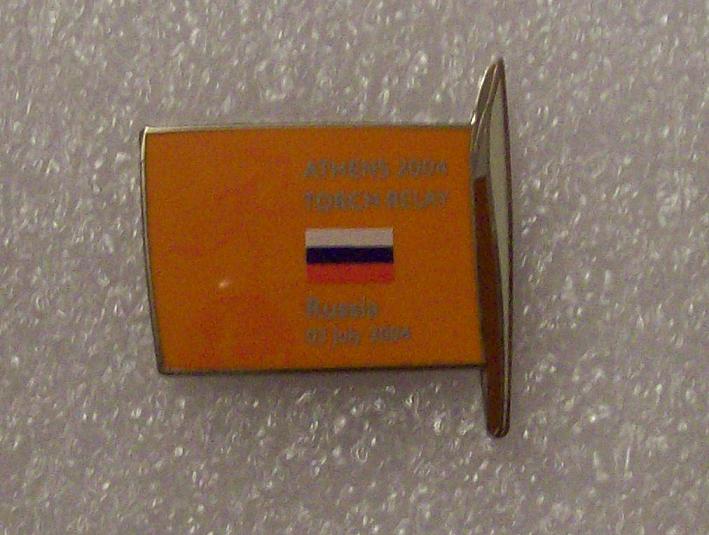 ATHENS 2004
TORCH RELAY
Russia
03 July 2004